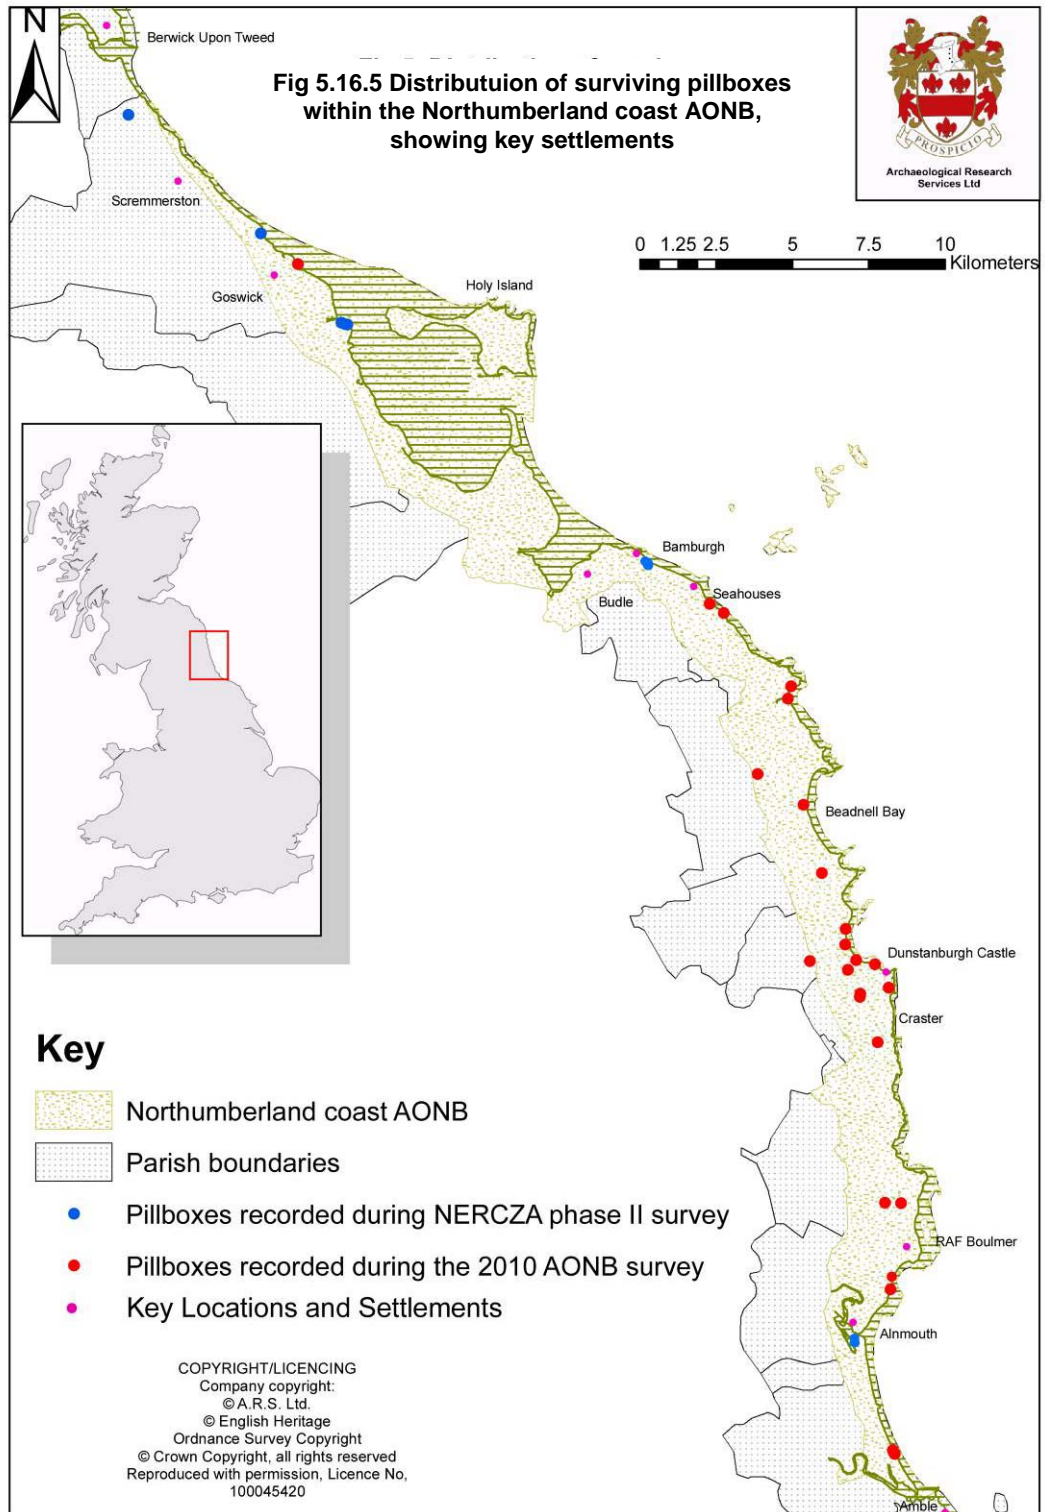 N
Berwick Upon Tweed
Fig 5.16.5 Distributuion of surviving pillboxes
within the Northumberland coast AONB,
showing key settlements
PROSPICIO
Archaeological Research
Services Ltd
Scremmerston
0 1.25 2.5 5 7.5 10
Kilometers
Goswick
Holy Island
Bamburgh
Budle
Seahouses
Beadnell Bay
Dunstanburgh Castle
Craster
RAF Boulmer
Alnmouth
Amble
Key
Northumberland coast AONB
Parish boundaries
Pillboxes recorded during NERCZA phase II survey
Pillboxes recorded during the 2010 AONB survey
Key Locations and Settlements
COPYRIGHT/LICENCING
Company copyright:
© A.R.S. Ltd.
© English Heritage
Ordnance Survey Copyright
© Crown Copyright, all rights reserved
Reproduced with permission, Licence No,
100045420